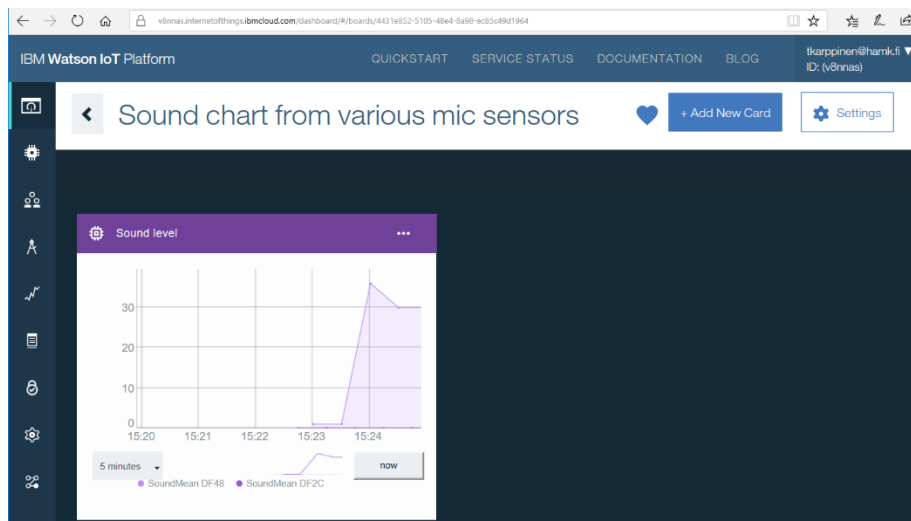 v8nnas.internetofthings.ibmcloud.com/dashboard/#/boards/4431e852-5105-48e4-8a98-ec85c49d1964
IBM Watson IoT Platform
QUICKSTART
SERVICE STATUS
DOCUMENTATION
BLOG
tkarppinen@hamk.fi
ID: (v8nnas)
Sound chart from various mic sensors
+ Add New Card
Settings
Sound level
30
20
10
0
15:20 15:21 15:22 15:23 15:24
5 minutes
now
SoundMean DF48 SoundMean DF2C